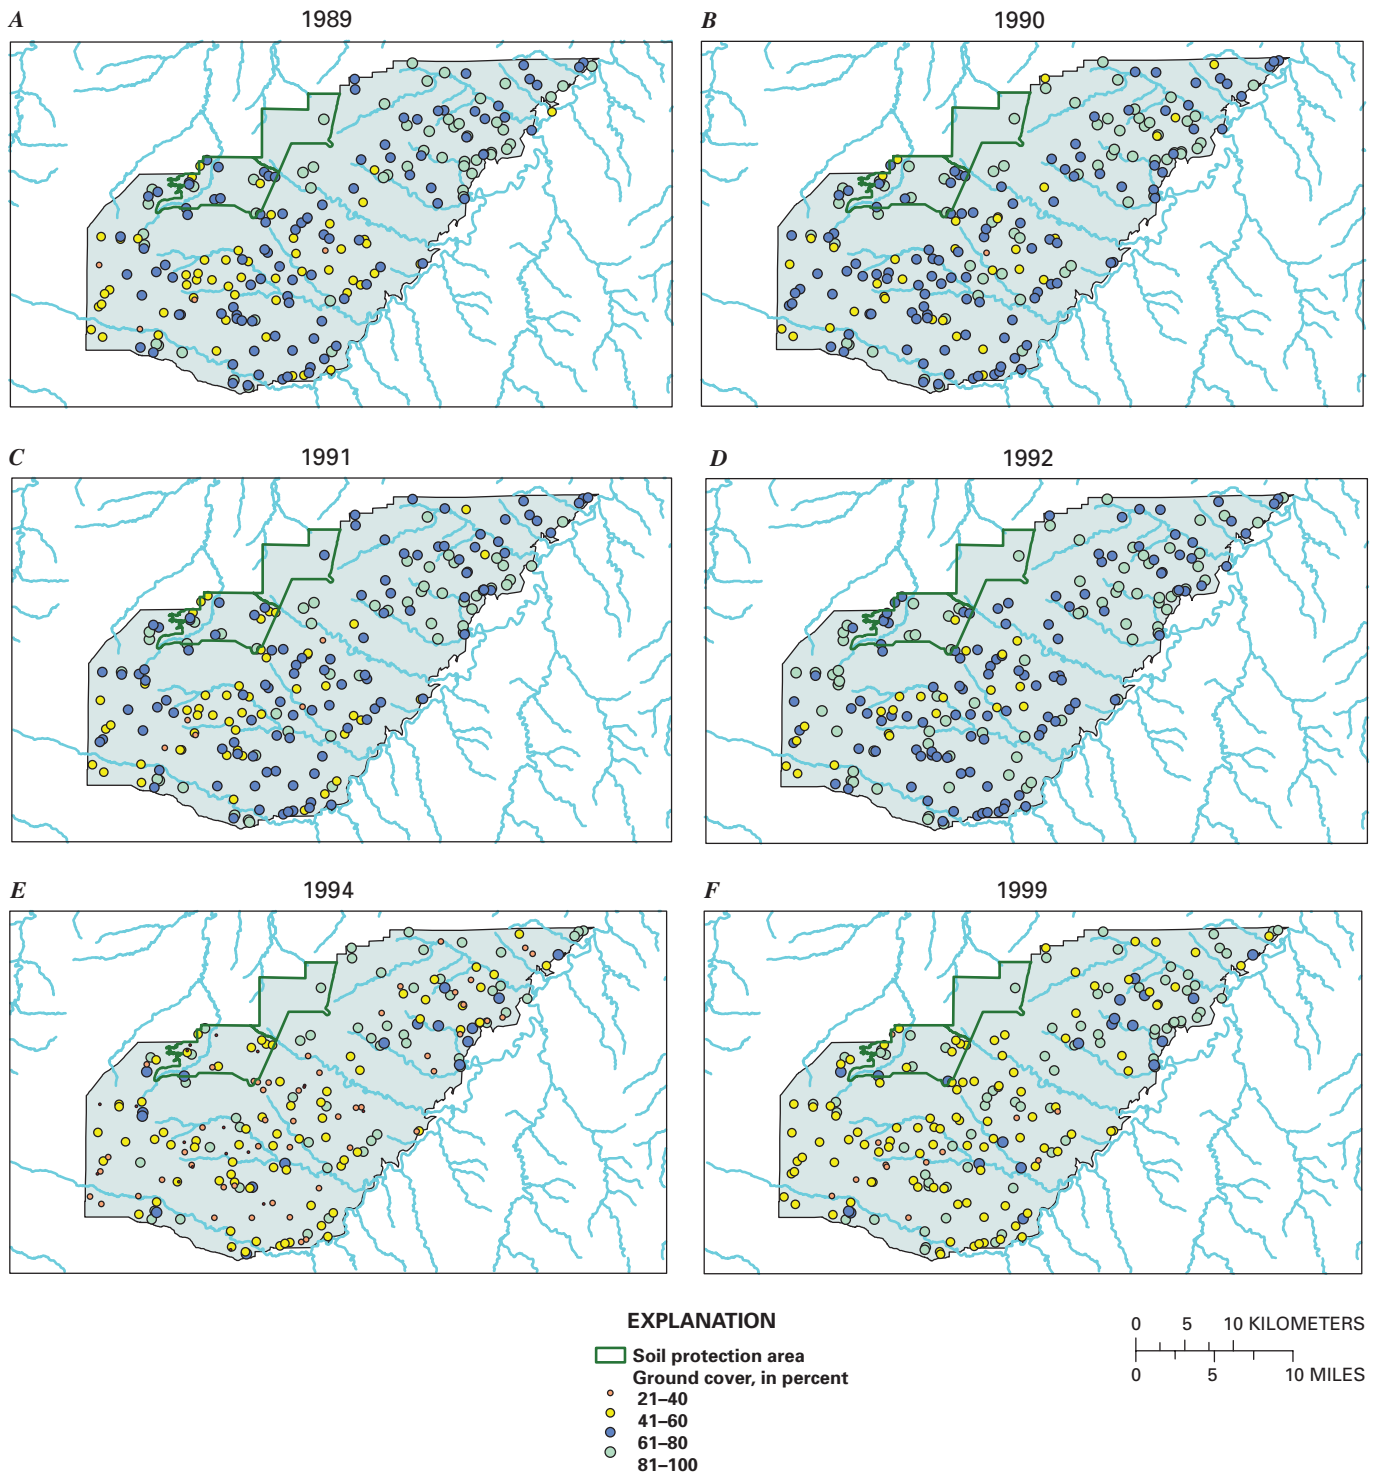 A 1989
B 1990
C 1991
D 1992
E 1994
F 1999
EXPLANATION
Soil protection area
Ground cover, in percent
21–40
41–60
61–80
81–100
0 5 10 KILOMETERS
0 5 10 MILES